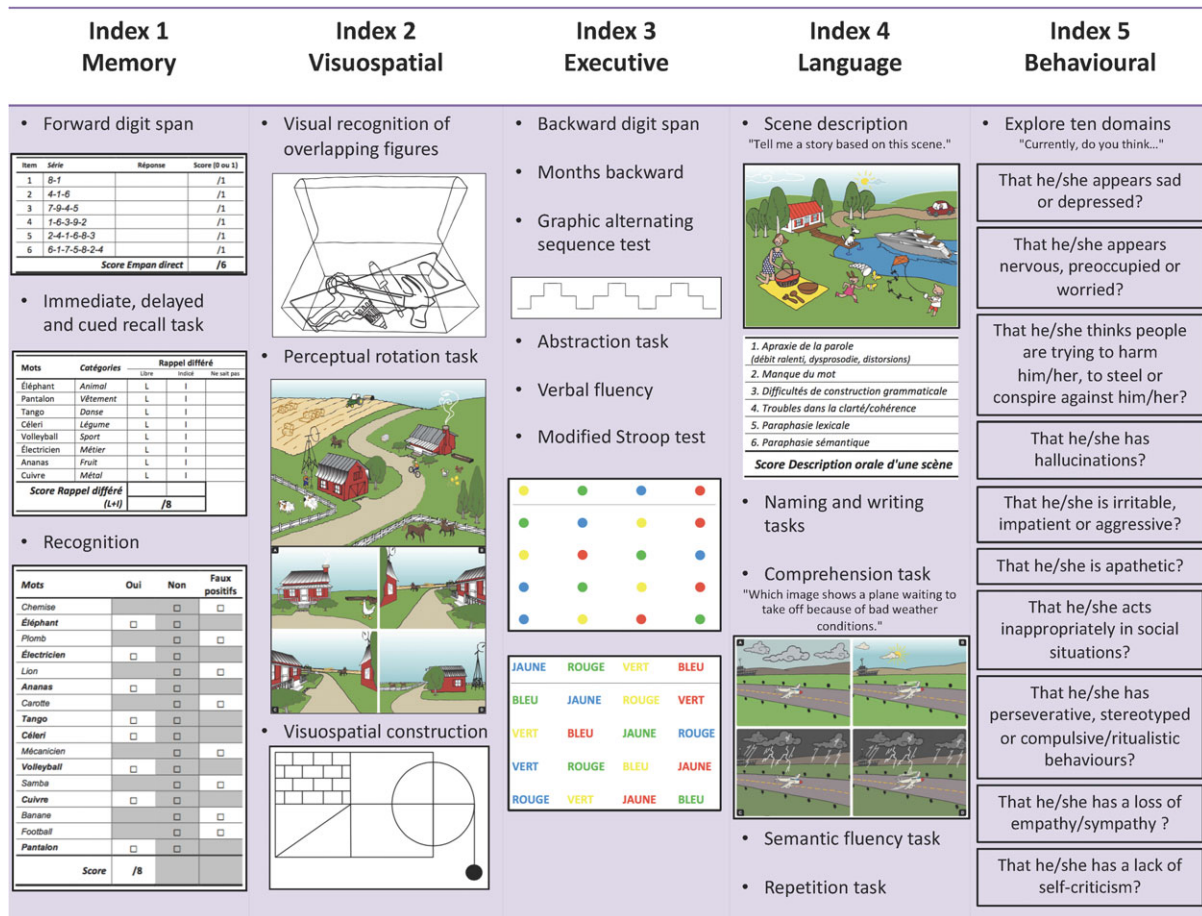 Index 1
Memory
Index 2
Visuospatial
Index 3
Executive
Index 4
Language
Index 5
Behavioural
• Forward digit span
Item Série Réponse Score (0 ou 1)
1 8-1 /1
2 4-1-6 /1
3 7-9-4-5 /1
4 1-6-3-9-2 /1
5 2-4-1-6-8-3 /1
6 6-1-7-5-8-2-4 /1
Score Empan direct /6
• Immediate, delayed
and cued recall task
Mots Catégories Rappel différé
Libre Indicé Ne sait pas
Éléphant Animal L I
Pantalon Vêtement L I
Tango Danse L I
Céleri Légume L I
Volleyball Sport L I
Électricien Métier L I
Ananas Fruit L I
Cuivre Métal L I
Score Rappel différé
(L+I) /8
• Recognition
Mots Oui Non Faux
positifs
Chemise
Éléphant
Plomb
Électricien
Lion
Ananas
Carotte
Tango
Céleri
Mécanicien
Volleyball
Samba
Cuivre
Banane
Football
Pantalon
Score /8
• Visual recognition of
overlapping figures
• Perceptual rotation task
A B
C D
• Visuospatial construction
• Backward digit span
• Months backward
• Graphic alternating
sequence test
• Abstraction task
• Verbal fluency
• Modified Stroop test
JAUNE ROUGE VERT BLEU
BLEU JAUNE ROUGE VERT
VERT BLEU JAUNE ROUGE
VERT ROUGE BLEU JAUNE
ROUGE VERT JAUNE BLEU
• Scene description
"Tell me a story based on this scene."
1. Apraxie de la parole
(débit ralenti, dysprosodie, distorsions)
2. Manque du mot
3. Difficultés de construction grammaticale
4. Troubles dans la clarté/cohérence
5. Paraphasie lexicale
6. Paraphasie sémantique
Score Description orale d'une scène
• Naming and writing
tasks
• Comprehension task
"Which image shows a plane waiting to
take off because of bad weather
conditions."
A B
C D
• Semantic fluency task
• Repetition task
• Explore ten domains
"Currently, do you think…"
That he/she appears sad
or depressed?
That he/she appears
nervous, preoccupied or
worried?
That he/she thinks people
are trying to harm
him/her, to steel or
conspire against him/her?
That he/she has
hallucinations?
That he/she is irritable,
impatient or aggressive?
That he/she is apathetic?
That he/she acts
inappropriately in social
situations?
That he/she has
perseverative, stereotyped
or compulsive/ritualistic
behaviours?
That he/she has a loss of
empathy/sympathy ?
That he/she has a lack of
self-criticism?